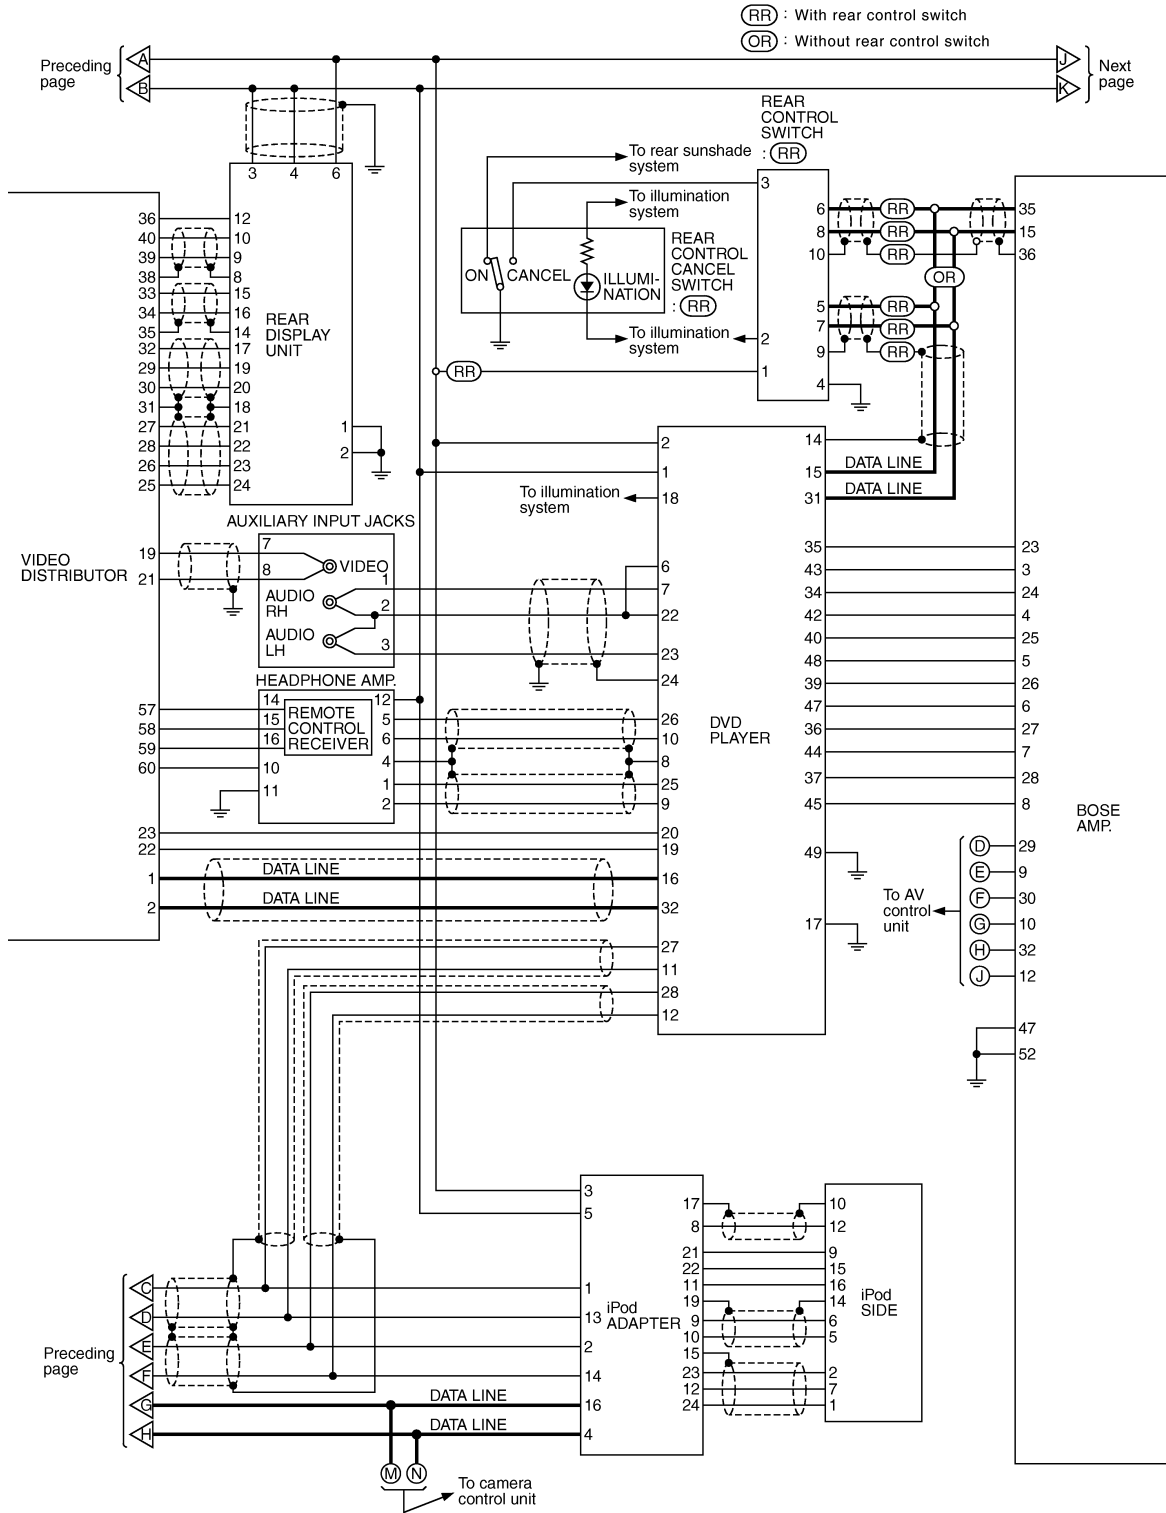 RR : With rear control switch
OR : Without rear control switch
Preceding
page
A
B
J
K
Next
page
REAR
CONTROL
SWITCH
: RR
To rear sunshade
system
To illumination
system
3 4 6
3
6 RR 35
8 RR 15
10 RR 36
OR
5 RR
7 RR
9 RR
2
1
4
RR
ON CANCEL
ILLUMI-
NATION
REAR
CONTROL
CANCEL
SWITCH
: RR
To illumination
system
36 12
40 10
39 9
38 8
33 15
34 16
35 14
32 17
29 19
30 20
31 18
27 21
28 22
26 23
25 24
REAR
DISPLAY
UNIT
1
2
2
1
18
To illumination
system
14
15 DATA LINE
31 DATA LINE
AUXILIARY INPUT JACKS
VIDEO
DISTRIBUTOR
19 7
21 8
VIDEO
AUDIO
RH
AUDIO
LH
1
2
3
6
7
22
23
24
HEADPHONE AMP.
57 14
58 15
59 16
60 10
11
REMOTE
CONTROL
RECEIVER
12
5 26
6 10
4 8
1 25
2 9
DVD
PLAYER
35 23
43 3
34 24
42 4
40 25
48 5
39 26
47 6
36 27
44 7
37 28
45 8
49
17
BOSE
AMP.
23 20
22 19
1 DATA LINE 16
2 DATA LINE 32
27
11
28
12
To AV
control
unit
D 29
E 9
F 30
G 10
H 32
J 12
47
52
3
5
Preceding
page
C 1
D 13
E 2
F 14
G DATA LINE 16
H DATA LINE 4
iPod
ADAPTER
17 10
8 12
21 9
22 15
11 16
19 14
9 6
10 5
15
23 2
12 7
24 1
iPod
SIDE
M N
To camera
control unit